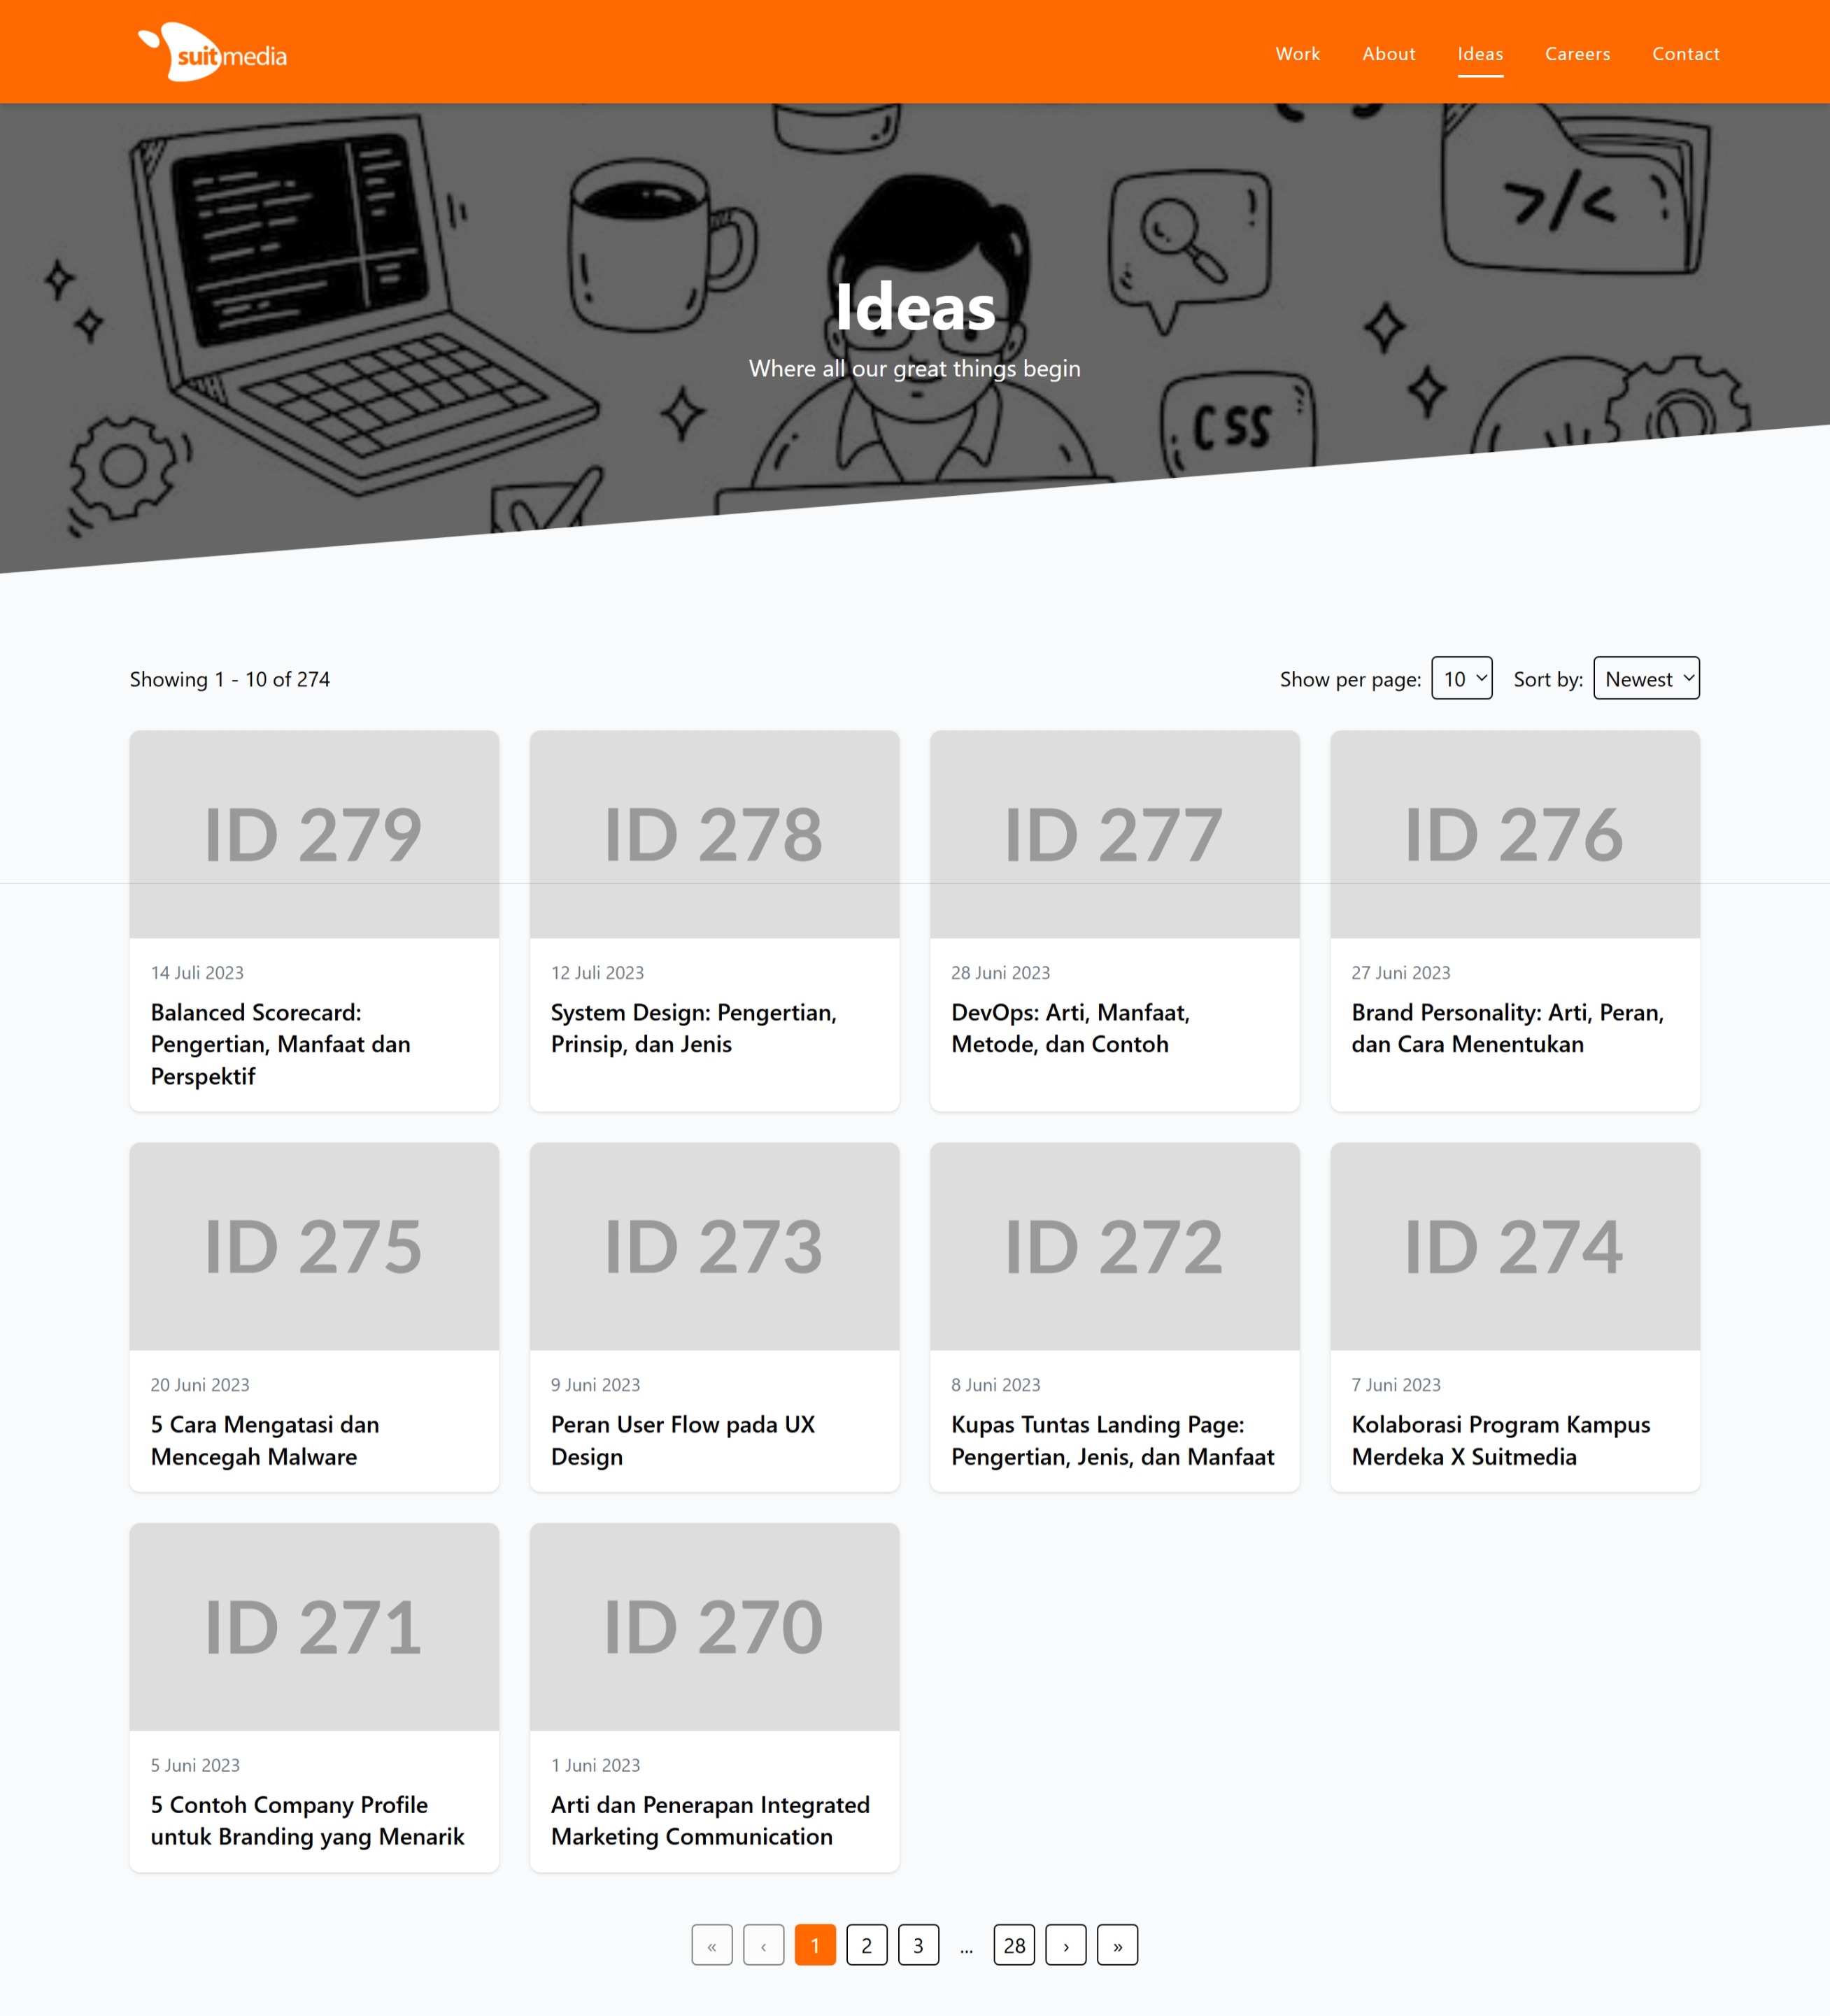 suitmedia
Work About Ideas Careers Contact
>/<
Ideas
Where all our great things begin
CSS
Showing 1 - 10 of 274
Show per page: 10 Sort by: Newest
ID 279
14 Juli 2023
Balanced Scorecard:
Pengertian, Manfaat dan
Perspektif
ID 278
12 Juli 2023
System Design: Pengertian,
Prinsip, dan Jenis
ID 277
28 Juni 2023
DevOps: Arti, Manfaat,
Metode, dan Contoh
ID 276
27 Juni 2023
Brand Personality: Arti, Peran,
dan Cara Menentukan
ID 275
20 Juni 2023
5 Cara Mengatasi dan
Mencegah Malware
ID 273
9 Juni 2023
Peran User Flow pada UX
Design
ID 272
8 Juni 2023
Kupas Tuntas Landing Page:
Pengertian, Jenis, dan Manfaat
ID 274
7 Juni 2023
Kolaborasi Program Kampus
Merdeka X Suitmedia
ID 271
5 Juni 2023
5 Contoh Company Profile
untuk Branding yang Menarik
ID 270
1 Juni 2023
Arti dan Penerapan Integrated
Marketing Communication
« ‹ 1 2 3 ... 28 › »